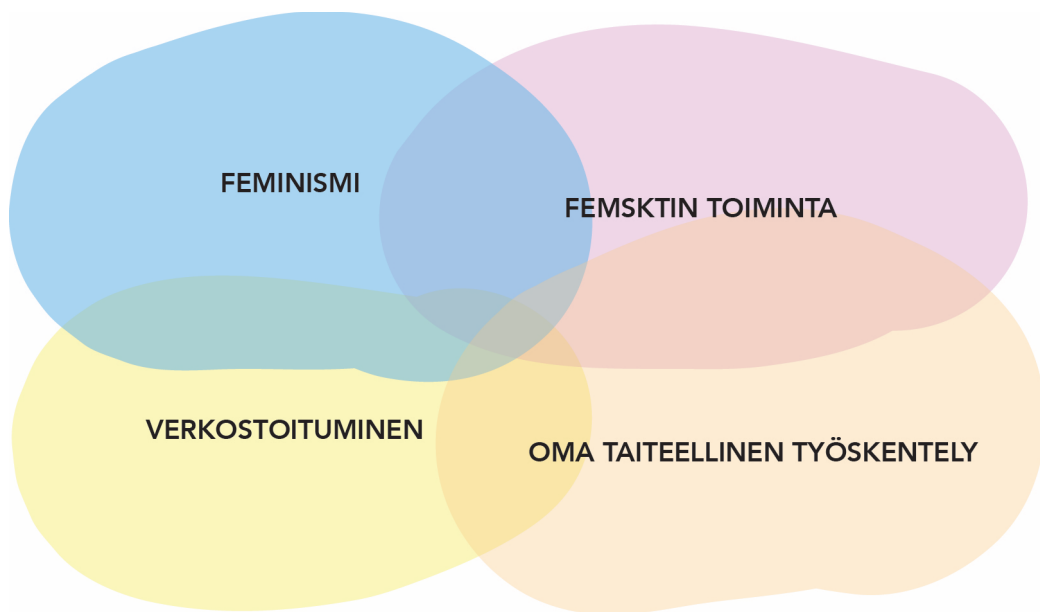 FEMINISMI
FEMSKTIN TOIMINTA
VERKOSTOITUMINEN
OMA TAITEELLINEN TYÖSKENTELY